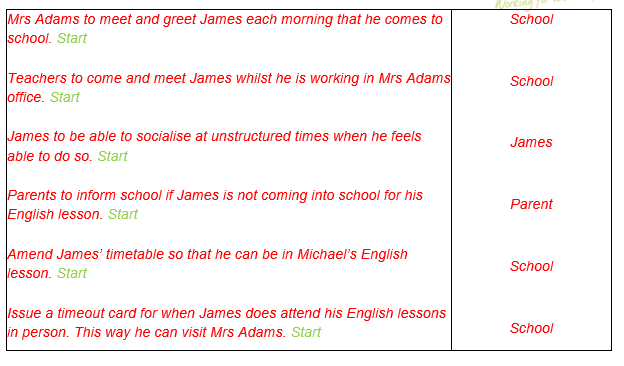 Working for
Mrs Adams to meet and greet James each morning that he comes to
school. Start
School
Teachers to come and meet James whilst he is working in Mrs Adams
office. Start
School
James to be able to socialise at unstructured times when he feels
able to do so. Start
James
Parents to inform school if James is not coming into school for his
English lesson. Start
Parent
Amend James’ timetable so that he can be in Michael’s English
lesson. Start
School
Issue a timeout card for when James does attend his English lessons
in person. This way he can visit Mrs Adams. Start
School